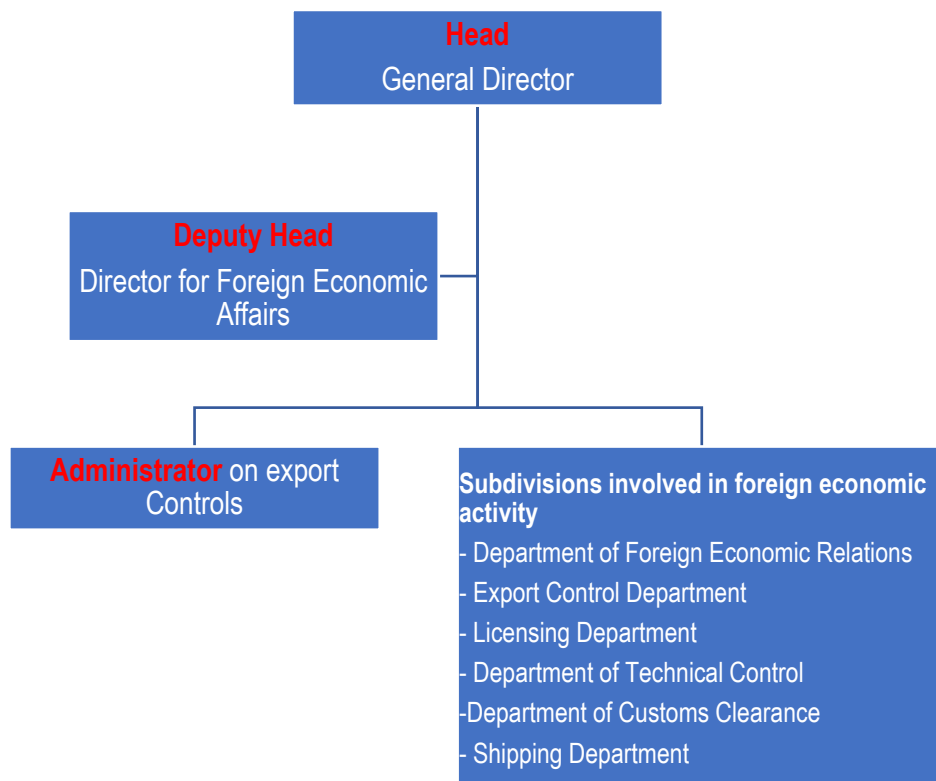 Head
General Director
Deputy Head
Director for Foreign Economic
Affairs
Administrator on export
Controls
Subdivisions involved in foreign economic
activity
- Department of Foreign Economic Relations
- Export Control Department
- Licensing Department
- Department of Technical Control
-Department of Customs Clearance
- Shipping Department